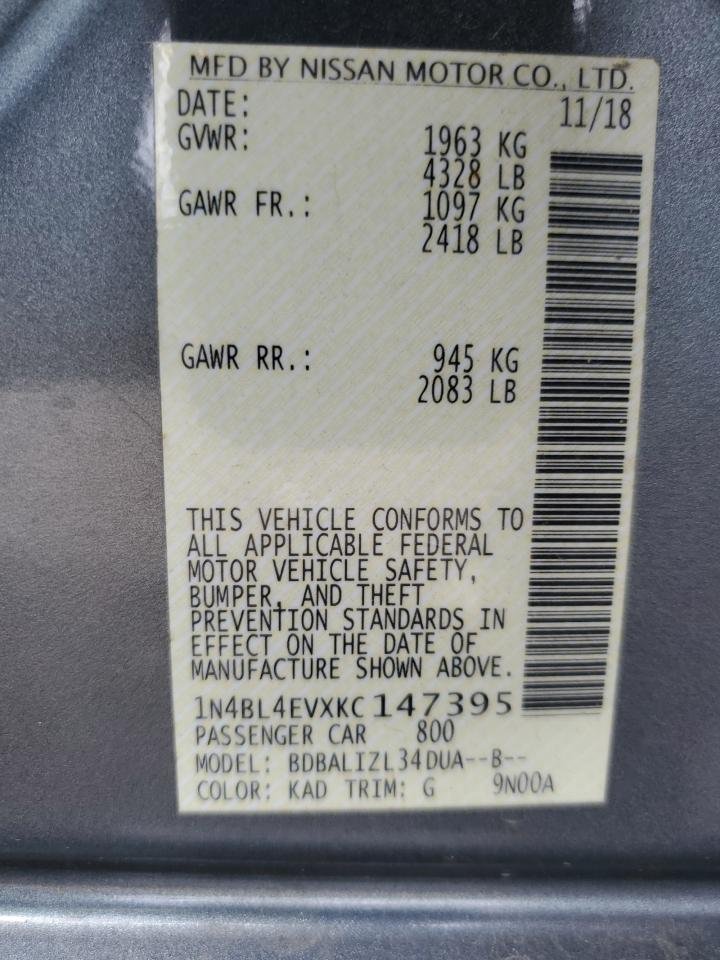 MFD BY NISSAN MOTOR CO., LTD.
DATE: 11/18
GVWR: 1963 KG
4328 LB
GAWR FR.: 1097 KG
2418 LB
GAWR RR.: 945 KG
2083 LB
THIS VEHICLE CONFORMS TO
ALL APPLICABLE FEDERAL
MOTOR VEHICLE SAFETY,
BUMPER, AND THEFT
PREVENTION STANDARDS IN
EFFECT ON THE DATE OF
MANUFACTURE SHOWN ABOVE.
1N4BL4EVXKC147395
PASSENGER CAR 800
MODEL: BDBALIZL34DUA--B--
COLOR: KAD TRIM: G 9N00A